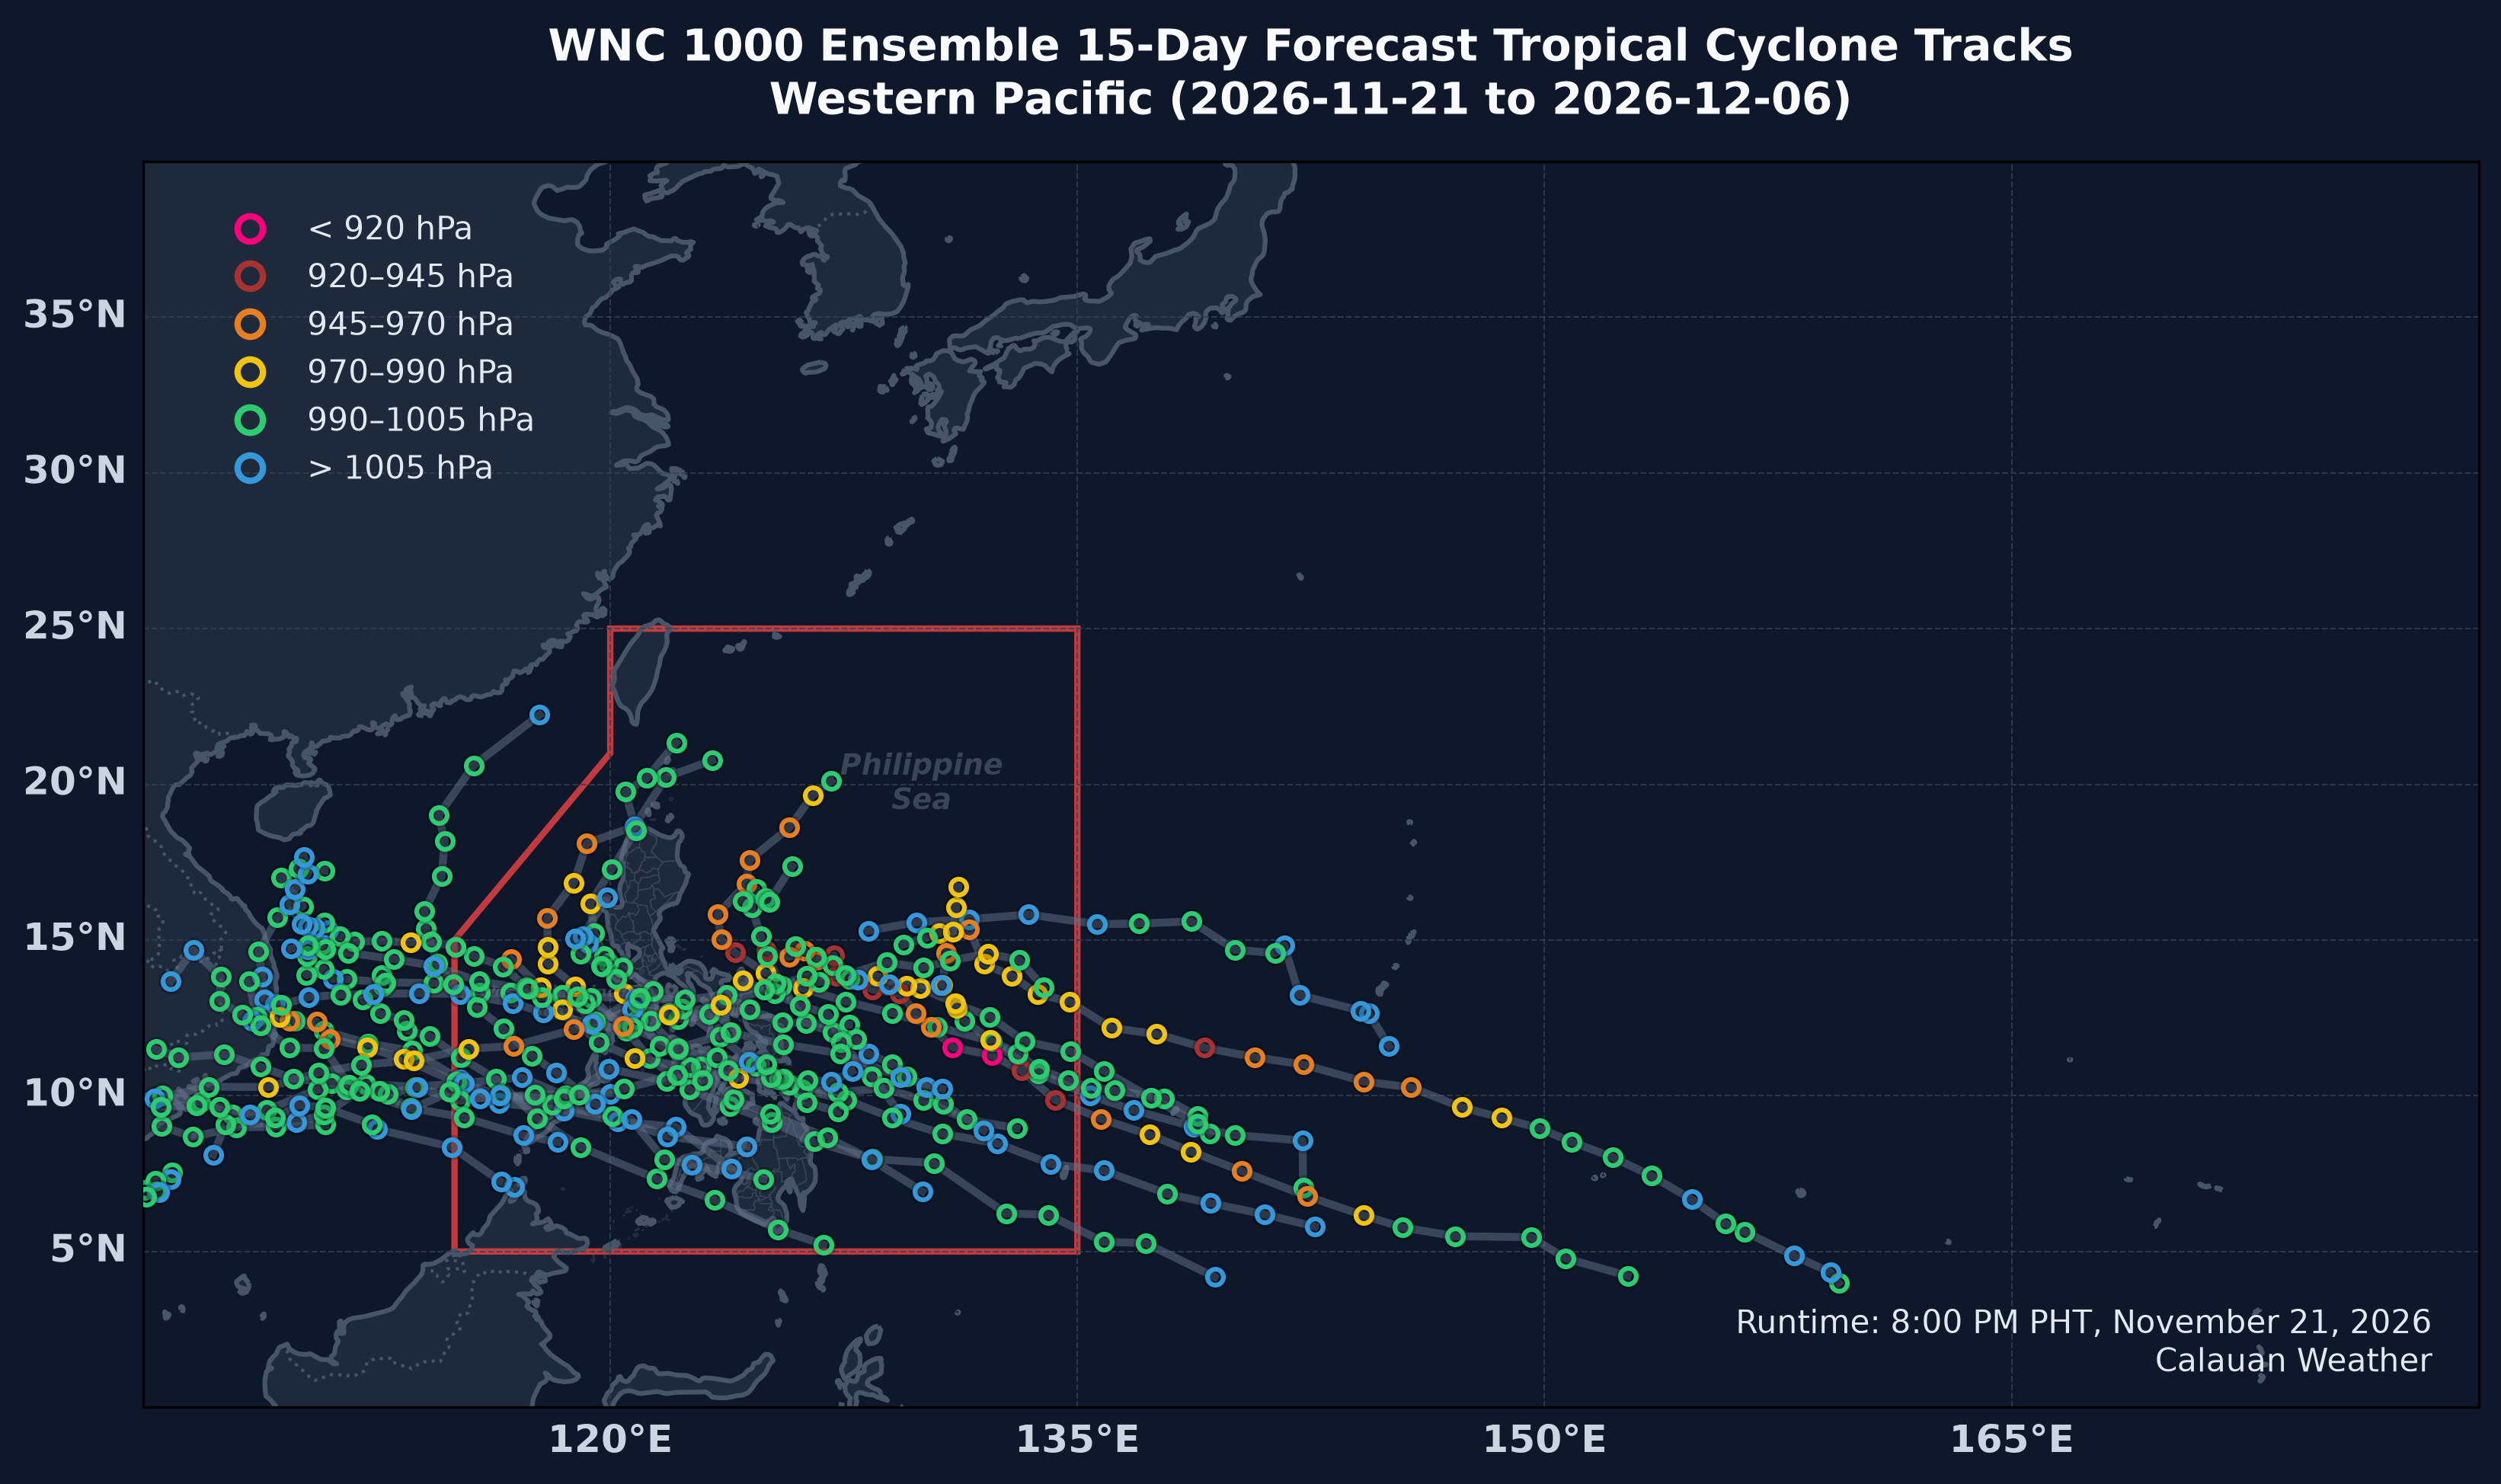 WNC 1000 Ensemble 15-Day Forecast Tropical Cyclone Tracks
Western Pacific (2026-11-21 to 2026-12-06)
< 920 hPa
920–945 hPa
945–970 hPa
970–990 hPa
990–1005 hPa
> 1005 hPa
35°N
30°N
25°N
20°N
15°N
10°N
5°N
Philippine
Sea
Runtime: 8:00 PM PHT, November 21, 2026
Calauan Weather
120°E
135°E
150°E
165°E